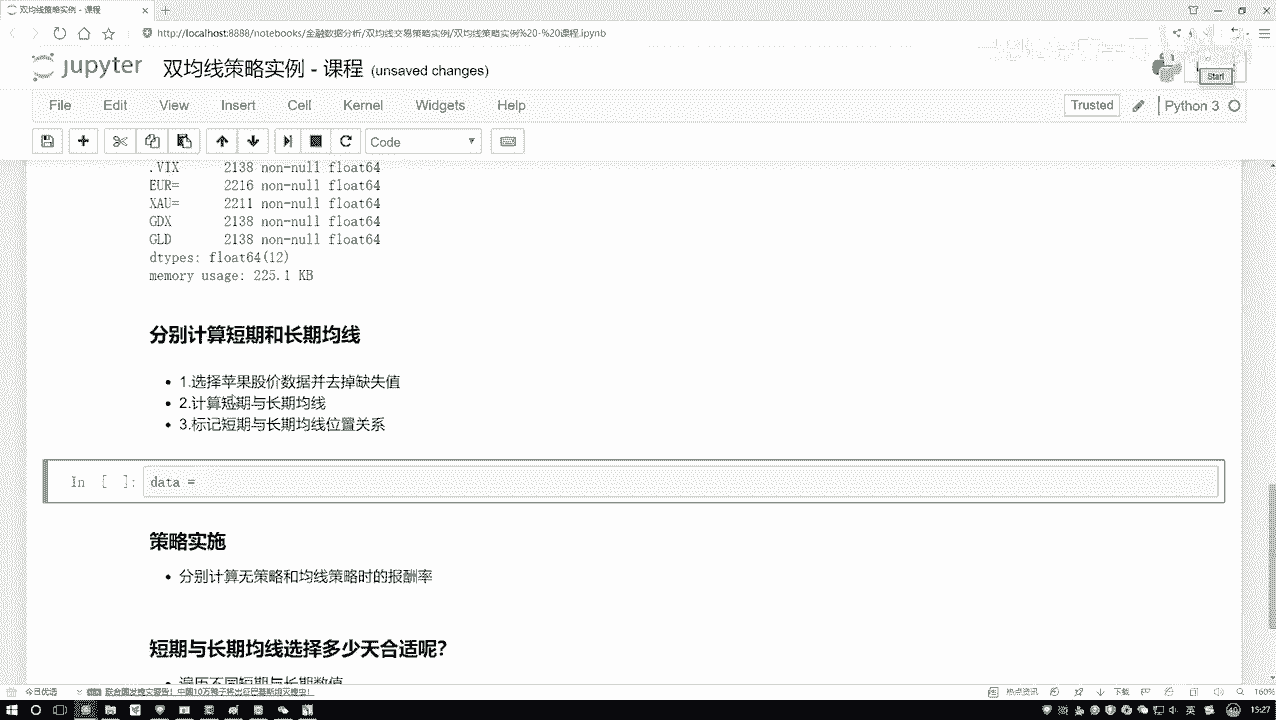 双均线策略实例 - 课程
http://localhost:8888/notebooks/金融数据分析/双均线交易策略实例/双均线策略实例%20-%20课程.ipynb
jupyter 双均线策略实例 - 课程 (unsaved changes)
Start
File Edit View Insert Cell Kernel Widgets Help
Trusted Python 3
Code
.VIX 2138 non-null float64
EUR= 2216 non-null float64
XAU= 2211 non-null float64
GDX 2138 non-null float64
GLD 2138 non-null float64
dtypes: float64(12)
memory usage: 225.1 KB
分别计算短期和长期均线
1.选择苹果股价数据并去掉缺失值
2.计算短期与长期均线
3.标记短期与长期均线位置关系
In [ ]: data =
策略实施
分别计算无策略和均线策略时的报酬率
短期与长期均线选择多少天合适呢?
遍历不同短期与长期数值
今日优选
热点资讯 下载 160%
英 15:27